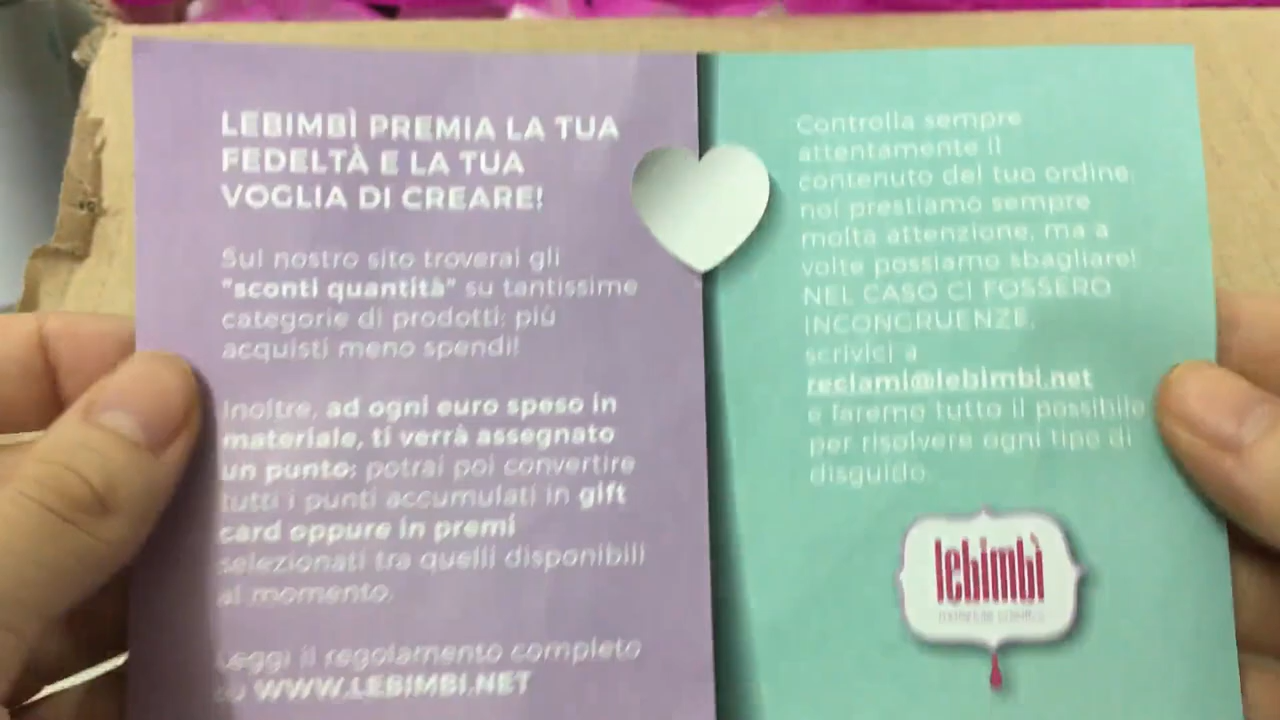 LEBIMBÌ PREMIA LA TUA
FEDELTÀ E LA TUA
VOGLIA DI CREARE!
Sul nostro sito troverai gli
"sconti quantità" su tantissime
categorie di prodotti: più
acquisti meno spendi!
Inoltre, ad ogni euro speso in
materiale, ti verrà assegnato
un punto: potrai poi convertire
tutti i punti accumulati in gift
card oppure in premi
selezionati tra quelli disponibili
al momento.
Leggi il regolamento completo
su WWW.LEBIMBI.NET
Controlla sempre
attentamente il
contenuto del tuo ordine,
noi prestiamo sempre
molta attenzione, ma a
volte possiamo sbagliare!
NEL CASO CI FOSSERO
INCONGRUENZE,
scrivici a
reclami@lebimbi.net
e faremo tutto il possibile
per risolvere ogni tipo di
disguido.
lebimbì